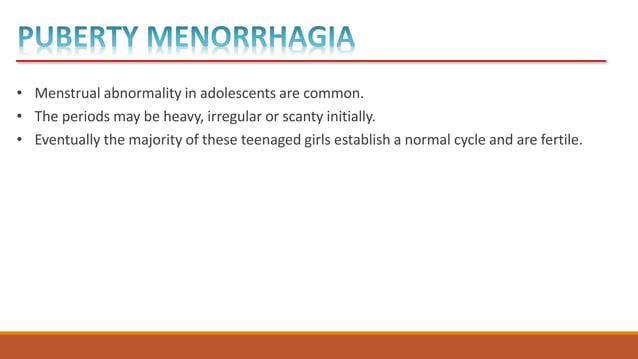 PUBERTY MENORRHAGIA
• Menstrual abnormality in adolescents are common.
• The periods may be heavy, irregular or scanty initially.
• Eventually the majority of these teenaged girls establish a normal cycle and are fertile.